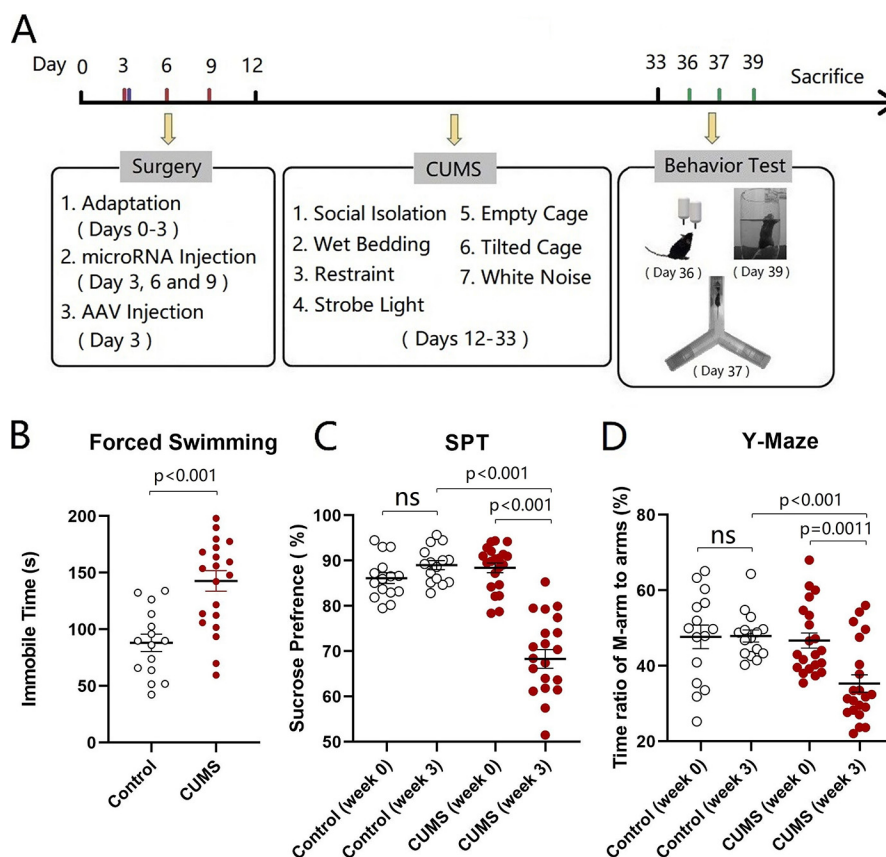 A
Day 0 3 6 9 12 33 36 37 39 Sacrifice
Surgery
1. Adaptation
( Days 0-3 )
2. microRNA Injection
( Day 3, 6 and 9 )
3. AAV Injection
( Day 3 )
CUMS
1. Social Isolation
2. Wet Bedding
3. Restraint
4. Strobe Light
5. Empty Cage
6. Tilted Cage
7. White Noise
( Days 12-33 )
Behavior Test
( Day 36 )
( Day 39 )
( Day 37 )
B
Forced Swimming
p<0.001
Immobile Time (s)
200
150
100
50
0
Control
CUMS
C
SPT
p<0.001
ns
p<0.001
Sucrose Prefrence ( %)
100
90
80
70
60
50
Control (week 0)
Control (week 3)
CUMS (week 0)
CUMS (week 3)
D
Y-Maze
p<0.001
ns
p=0.0011
Time ratio of M-arm to arms (%)
80
60
40
20
Control (week 0)
Control (week 3)
CUMS (week 0)
CUMS (week 3)